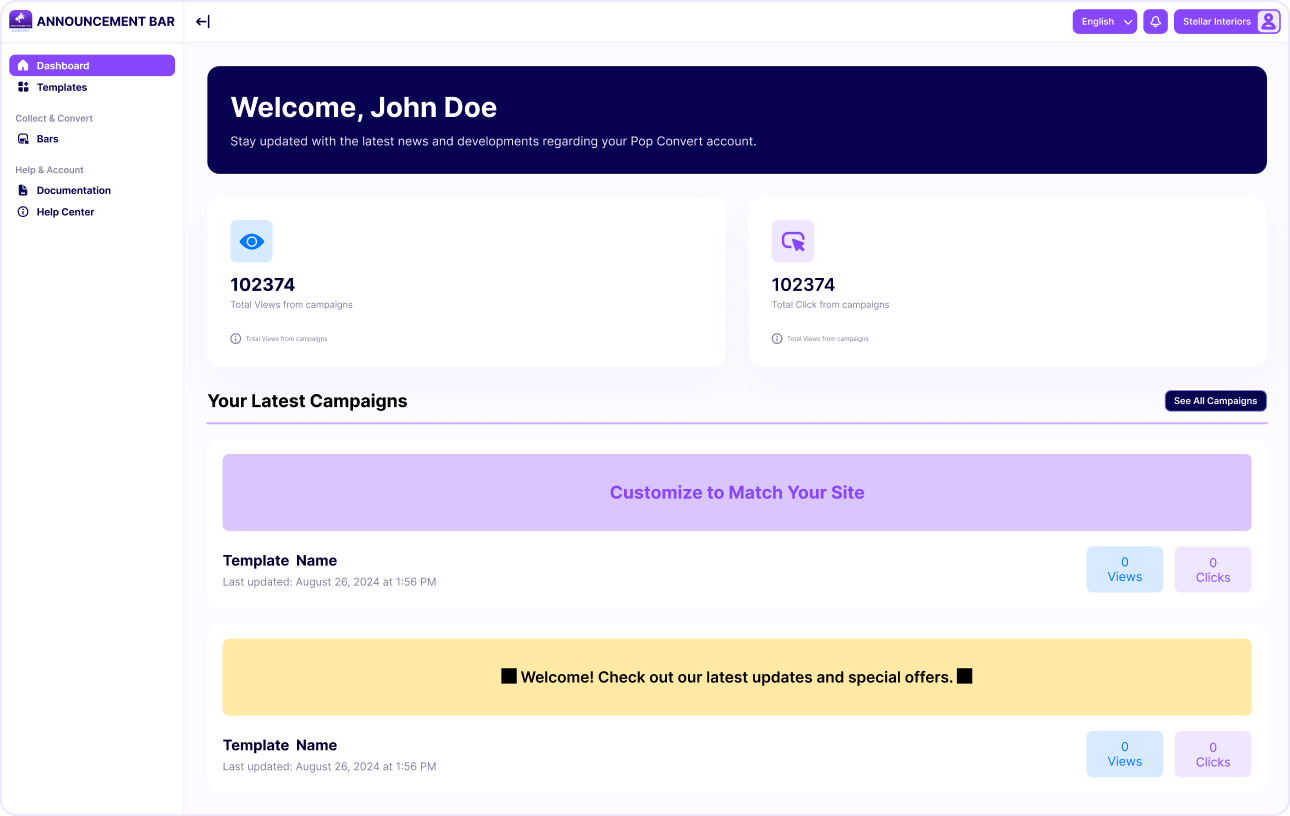 ANNOUNCEMENT BAR
English
Stellar Interiors
Dashboard
Templates
Collect & Convert
Bars
Help & Account
Documentation
Help Center
Welcome, John Doe
Stay updated with the latest news and developments regarding your Pop Convert account.
102374
Total Views from campaigns
Total Views from campaigns
102374
Total Click from campaigns
Total Views from campaigns
Your Latest Campaigns
See All Campaigns
Customize to Match Your Site
Template Name
Last updated: August 26, 2024 at 1:56 PM
0
Views
0
Clicks
Welcome! Check out our latest updates and special offers.
Template Name
Last updated: August 26, 2024 at 1:56 PM
0
Views
0
Clicks